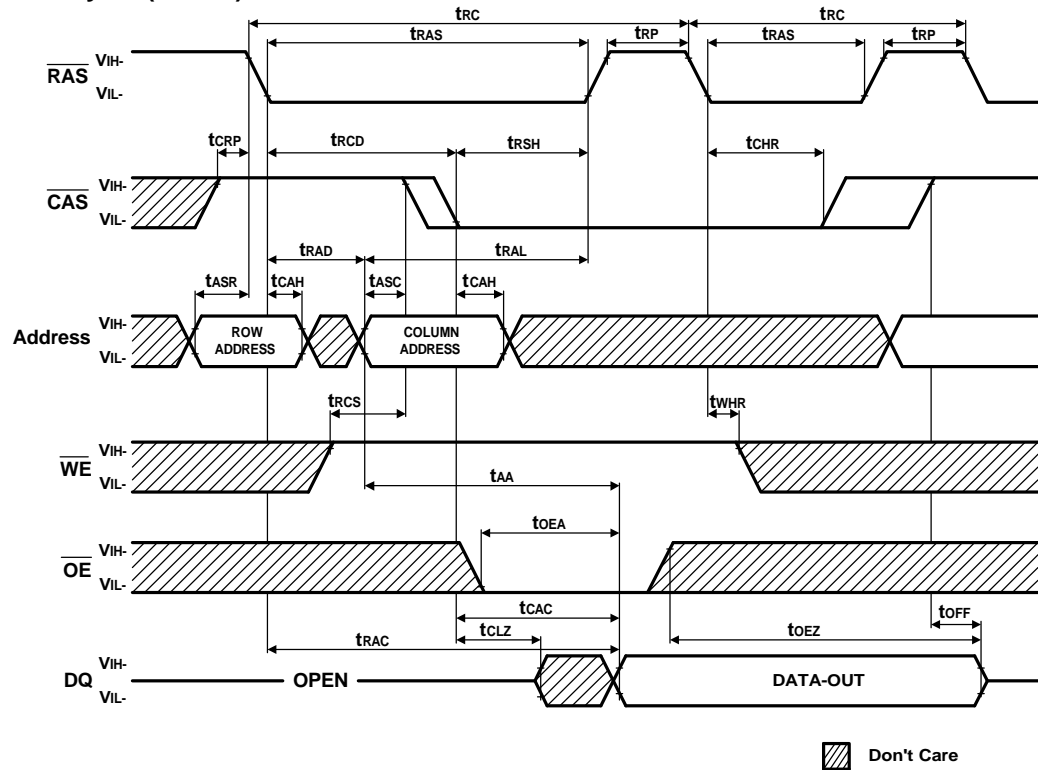 tRC tRC
tRAS tRP tRAS tRP
RAS VIH-
VIL-
tCRP tRCD tRSH tCHR
CAS VIH-
VIL-
tRAD tRAL
tASR tCAH tASC tCAH
Address VIH-
VIL-
ROW
ADDRESS
COLUMN
ADDRESS
tRCS tWHR
WE VIH-
VIL-
tAA
tOEA
OE VIH-
VIL-
tCAC
tCLZ tOEZ tOFF
tRAC
DQ VIH-
VIL-
OPEN DATA-OUT
Don't Care